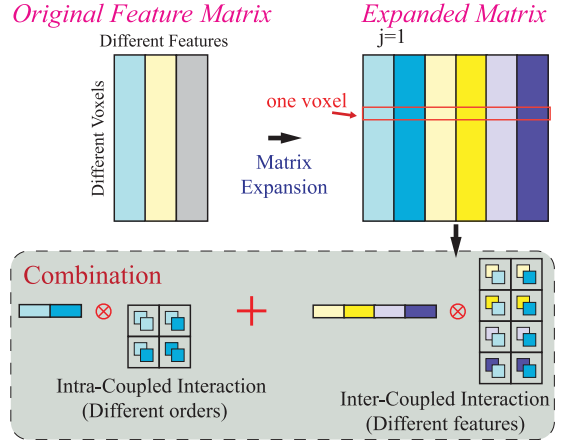 Original Feature Matrix
Expanded Matrix
Different Features
j=1
Different Voxels
one voxel
Matrix
Expansion
Combination
Intra-Coupled Interaction
(Different orders)
Inter-Coupled Interaction
(Different features)